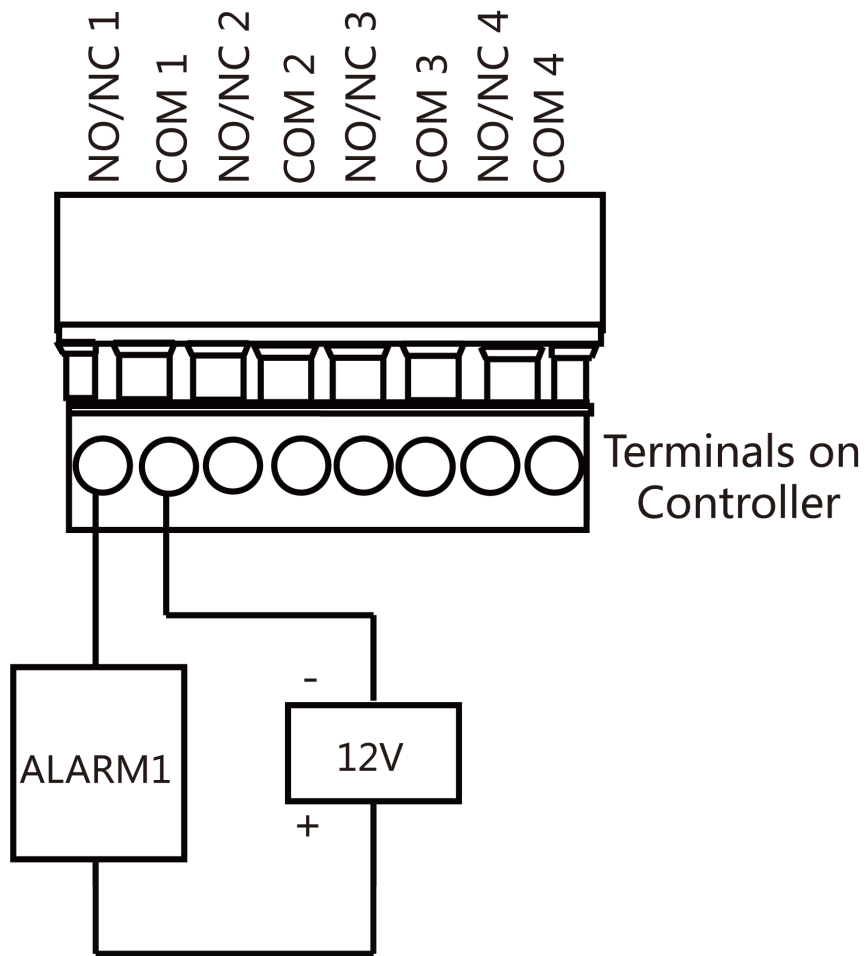 NO/NC 1
COM 1
NO/NC 2
COM 2
NO/NC 3
COM 3
NO/NC 4
COM 4
Terminals on
Controller
-
12V
ALARM1
+